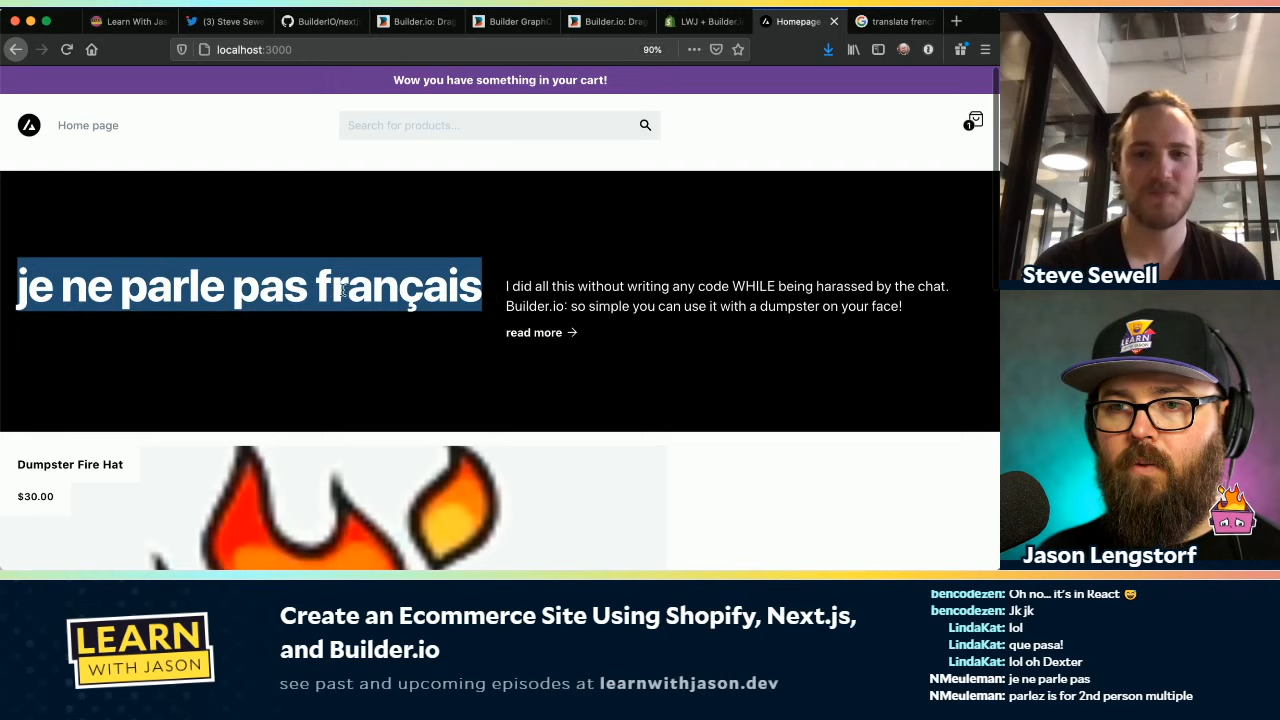 Learn With Jas
(3) Steve Sewe
BuilderIO/nextj
Builder.io: Drag
Builder GraphQ
Builder.io: Drag
LWJ + Builder.i
Homepage
translate frenc
localhost:3000
90%
Wow you have something in your cart!
Home page
Search for products...
1
je ne parle pas français
I did all this without writing any code WHILE being harassed by the chat.
Builder.io: so simple you can use it with a dumpster on your face!
read more →
Dumpster Fire Hat
$30.00
Steve Sewell
LEARN
Jason Lengstorf
LEARN
WITH JASON
Create an Ecommerce Site Using Shopify, Next.js,
and Builder.io
see past and upcoming episodes at learnwithjason.dev
bencodezen: Oh no... it's in React 😅
bencodezen: Jk jk
LindaKat: lol
LindaKat: que pasa!
LindaKat: lol oh Dexter
NMeuleman: je ne parle pas
NMeuleman: parlez is for 2nd person multiple